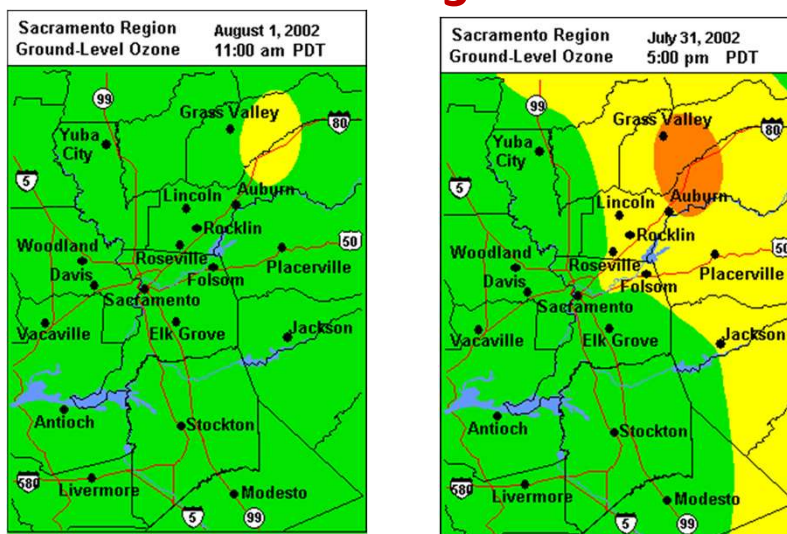 Sacramento Region
Ground-Level Ozone
August 1, 2002
11:00 am PDT
99
Grass Valley
80
Yuba
City
5
Lincoln
Auburn
Rocklin
50
Woodland
Roseville
Davis
Folsom
Placerville
Sacramento
Vacaville
Elk Grove
Jackson
Antioch
Stockton
580
Livermore
Modesto
5
99
Sacramento Region
Ground-Level Ozone
July 31, 2002
5:00 pm PDT
99
Grass Valley
80
Yuba
City
5
Lincoln
Auburn
Rocklin
50
Woodland
Roseville
Davis
Folsom
Placerville
Sacramento
Vacaville
Elk Grove
Jackson
Antioch
Stockton
580
Livermore
Modesto
5
99